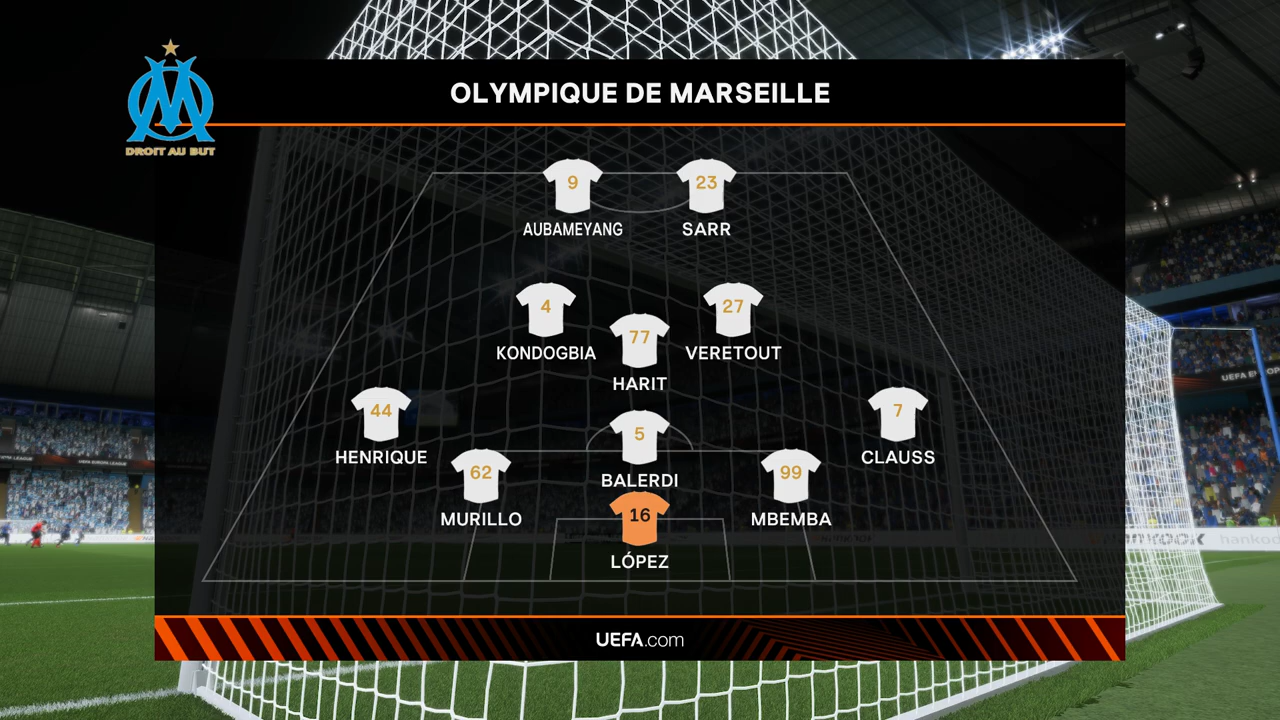 OLYMPIQUE DE MARSEILLE
DROIT AU BUT
9
23
AUBAMEYANG
SARR
4
27
77
KONDOGBIA
VERETOUT
HARIT
44
7
5
HENRIQUE
CLAUSS
62
99
BALERDI
MURILLO
16
MBEMBA
LÓPEZ
UEFA.com